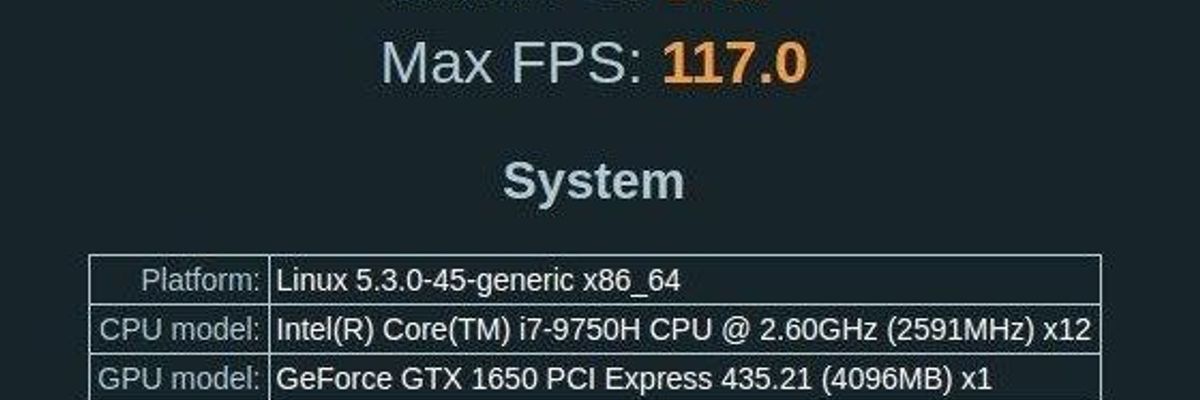 Max FPS: 117.0
System
Platform: Linux 5.3.0-45-generic x86_64
CPU model: Intel(R) Core(TM) i7-9750H CPU @ 2.60GHz (2591MHz) x12
GPU model: GeForce GTX 1650 PCI Express 435.21 (4096MB) x1